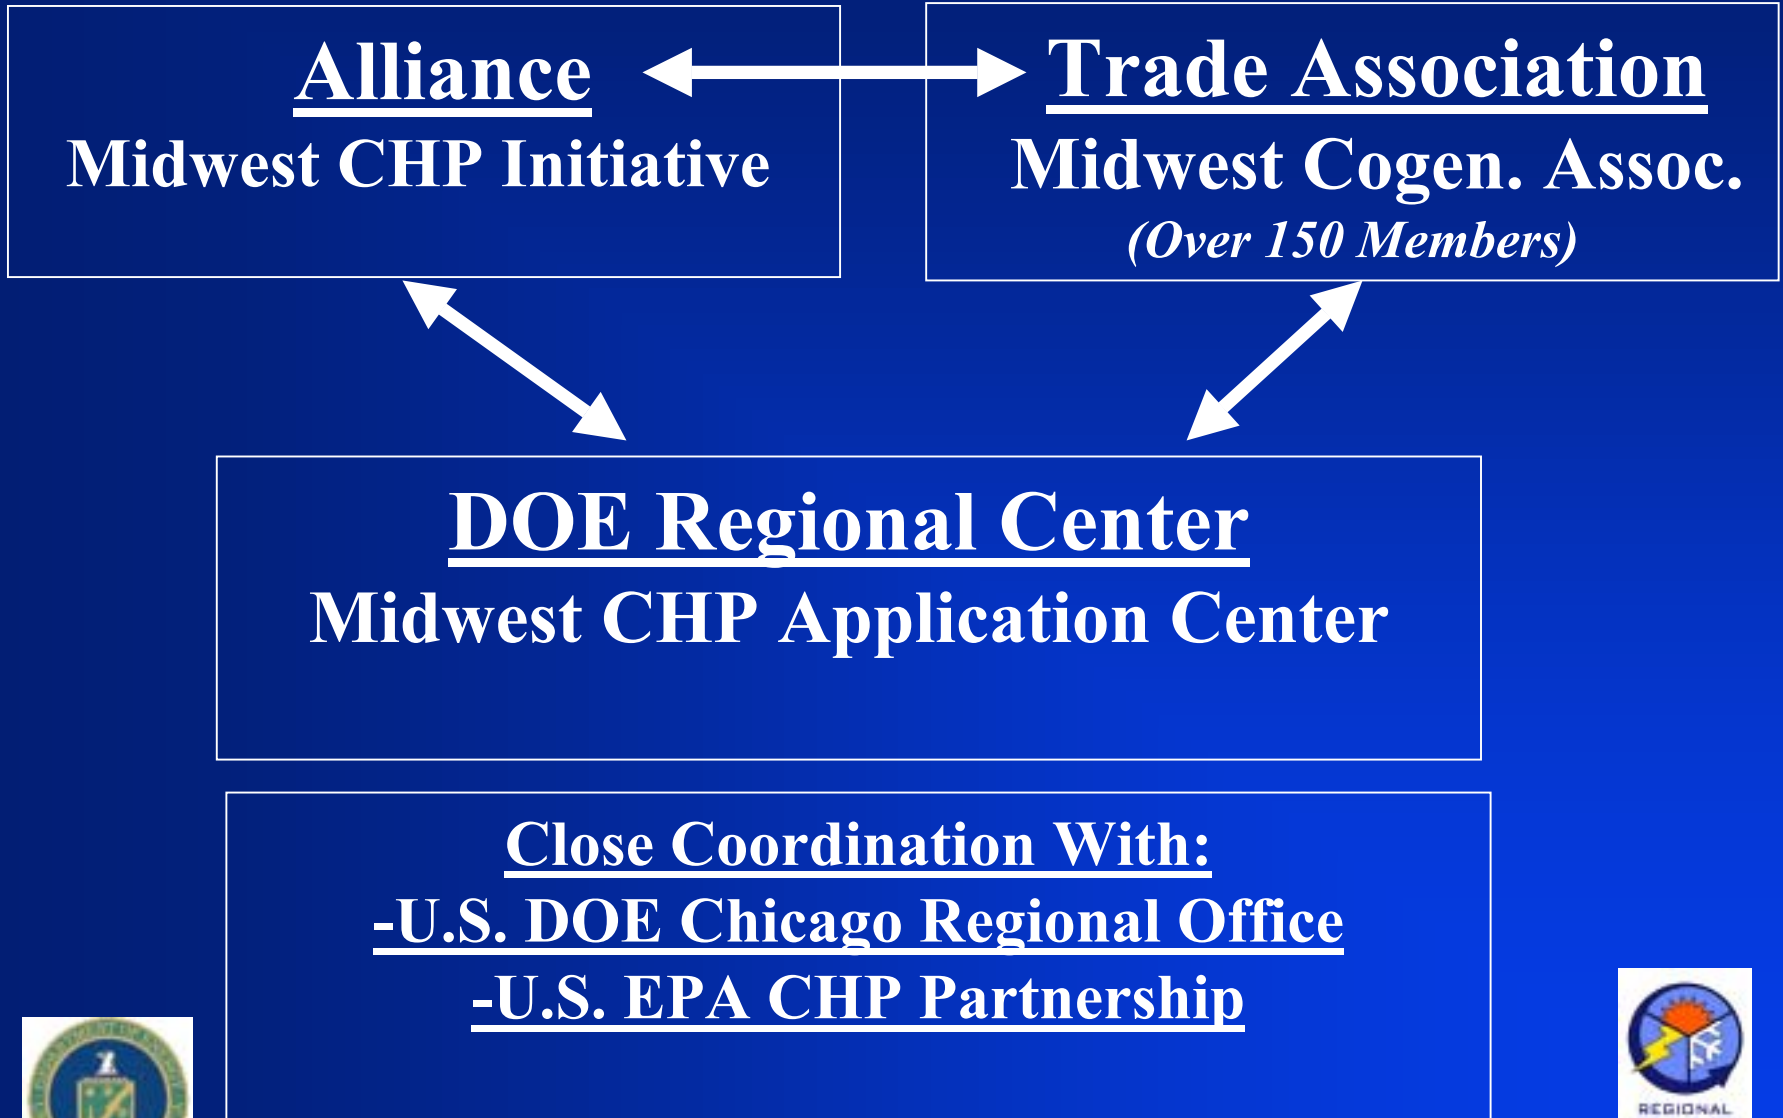 Alliance
Midwest CHP Initiative
Trade Association
Midwest Cogen. Assoc.
(Over 150 Members)
DOE Regional Center
Midwest CHP Application Center
Close Coordination With:
-U.S. DOE Chicago Regional Office
-U.S. EPA CHP Partnership
REGIONAL